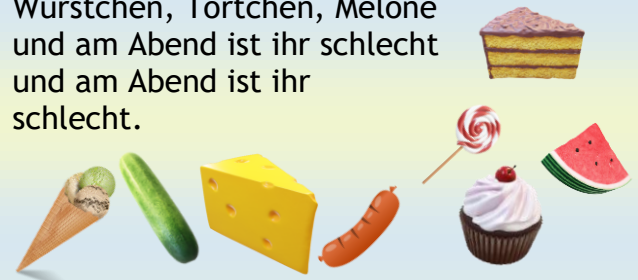 Würstchen, Törtchen, Melone
und am Abend ist ihr schlecht
und am Abend ist ihr
schlecht.